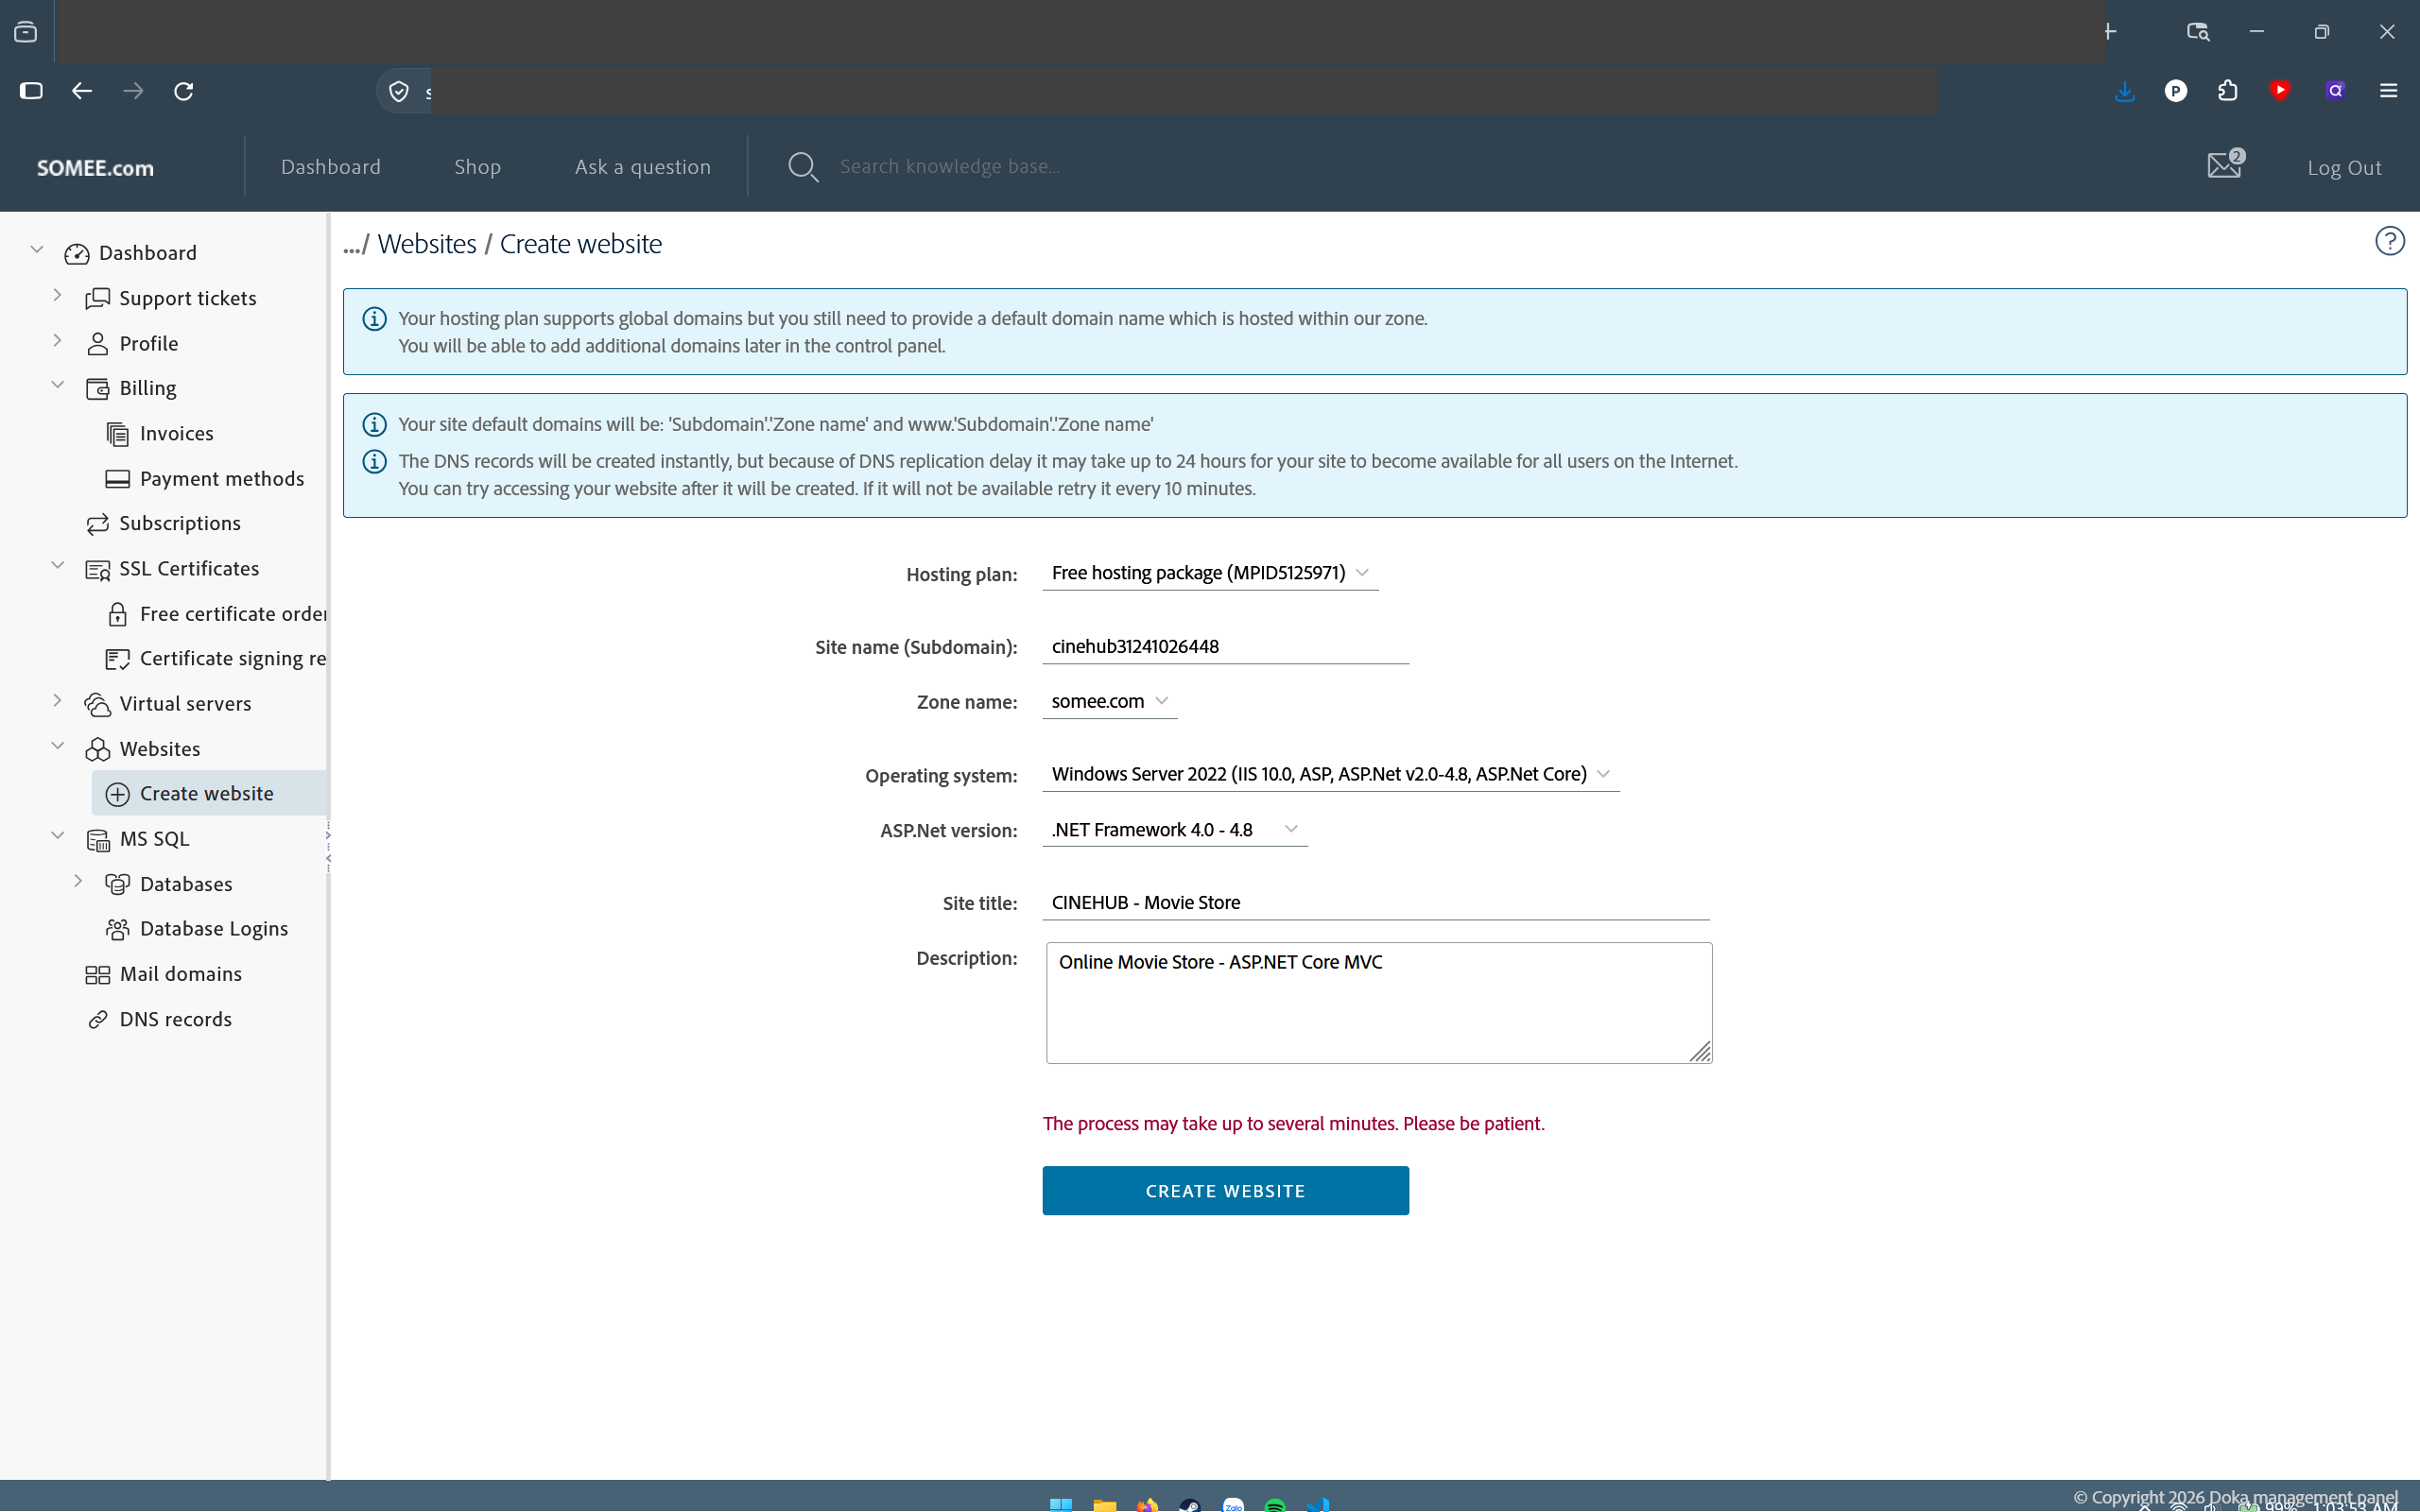 SOMEE.com
Dashboard
Shop
Ask a question
Search knowledge base...
2
Log Out
Dashboard
Support tickets
Profile
Billing
Invoices
Payment methods
Subscriptions
SSL Certificates
Free certificate order
Certificate signing re
Virtual servers
Websites
Create website
MS SQL
Databases
Database Logins
Mail domains
DNS records
.../ Websites / Create website
Your hosting plan supports global domains but you still need to provide a default domain name which is hosted within our zone.
You will be able to add additional domains later in the control panel.
Your site default domains will be: 'Subdomain'.'Zone name' and www.'Subdomain'.'Zone name'
The DNS records will be created instantly, but because of DNS replication delay it may take up to 24 hours for your site to become available for all users on the Internet.
You can try accessing your website after it will be created. If it will not be available retry it every 10 minutes.
Hosting plan: Free hosting package (MPID5125971)
Site name (Subdomain): cinehub31241026448
Zone name: somee.com
Operating system: Windows Server 2022 (IIS 10.0, ASP, ASP.Net v2.0-4.8, ASP.Net Core)
ASP.Net version: .NET Framework 4.0 - 4.8
Site title: CINEHUB - Movie Store
Description: Online Movie Store - ASP.NET Core MVC
The process may take up to several minutes. Please be patient.
CREATE WEBSITE
© Copyright 2026 Doka management panel
99% 1:03:53 AM